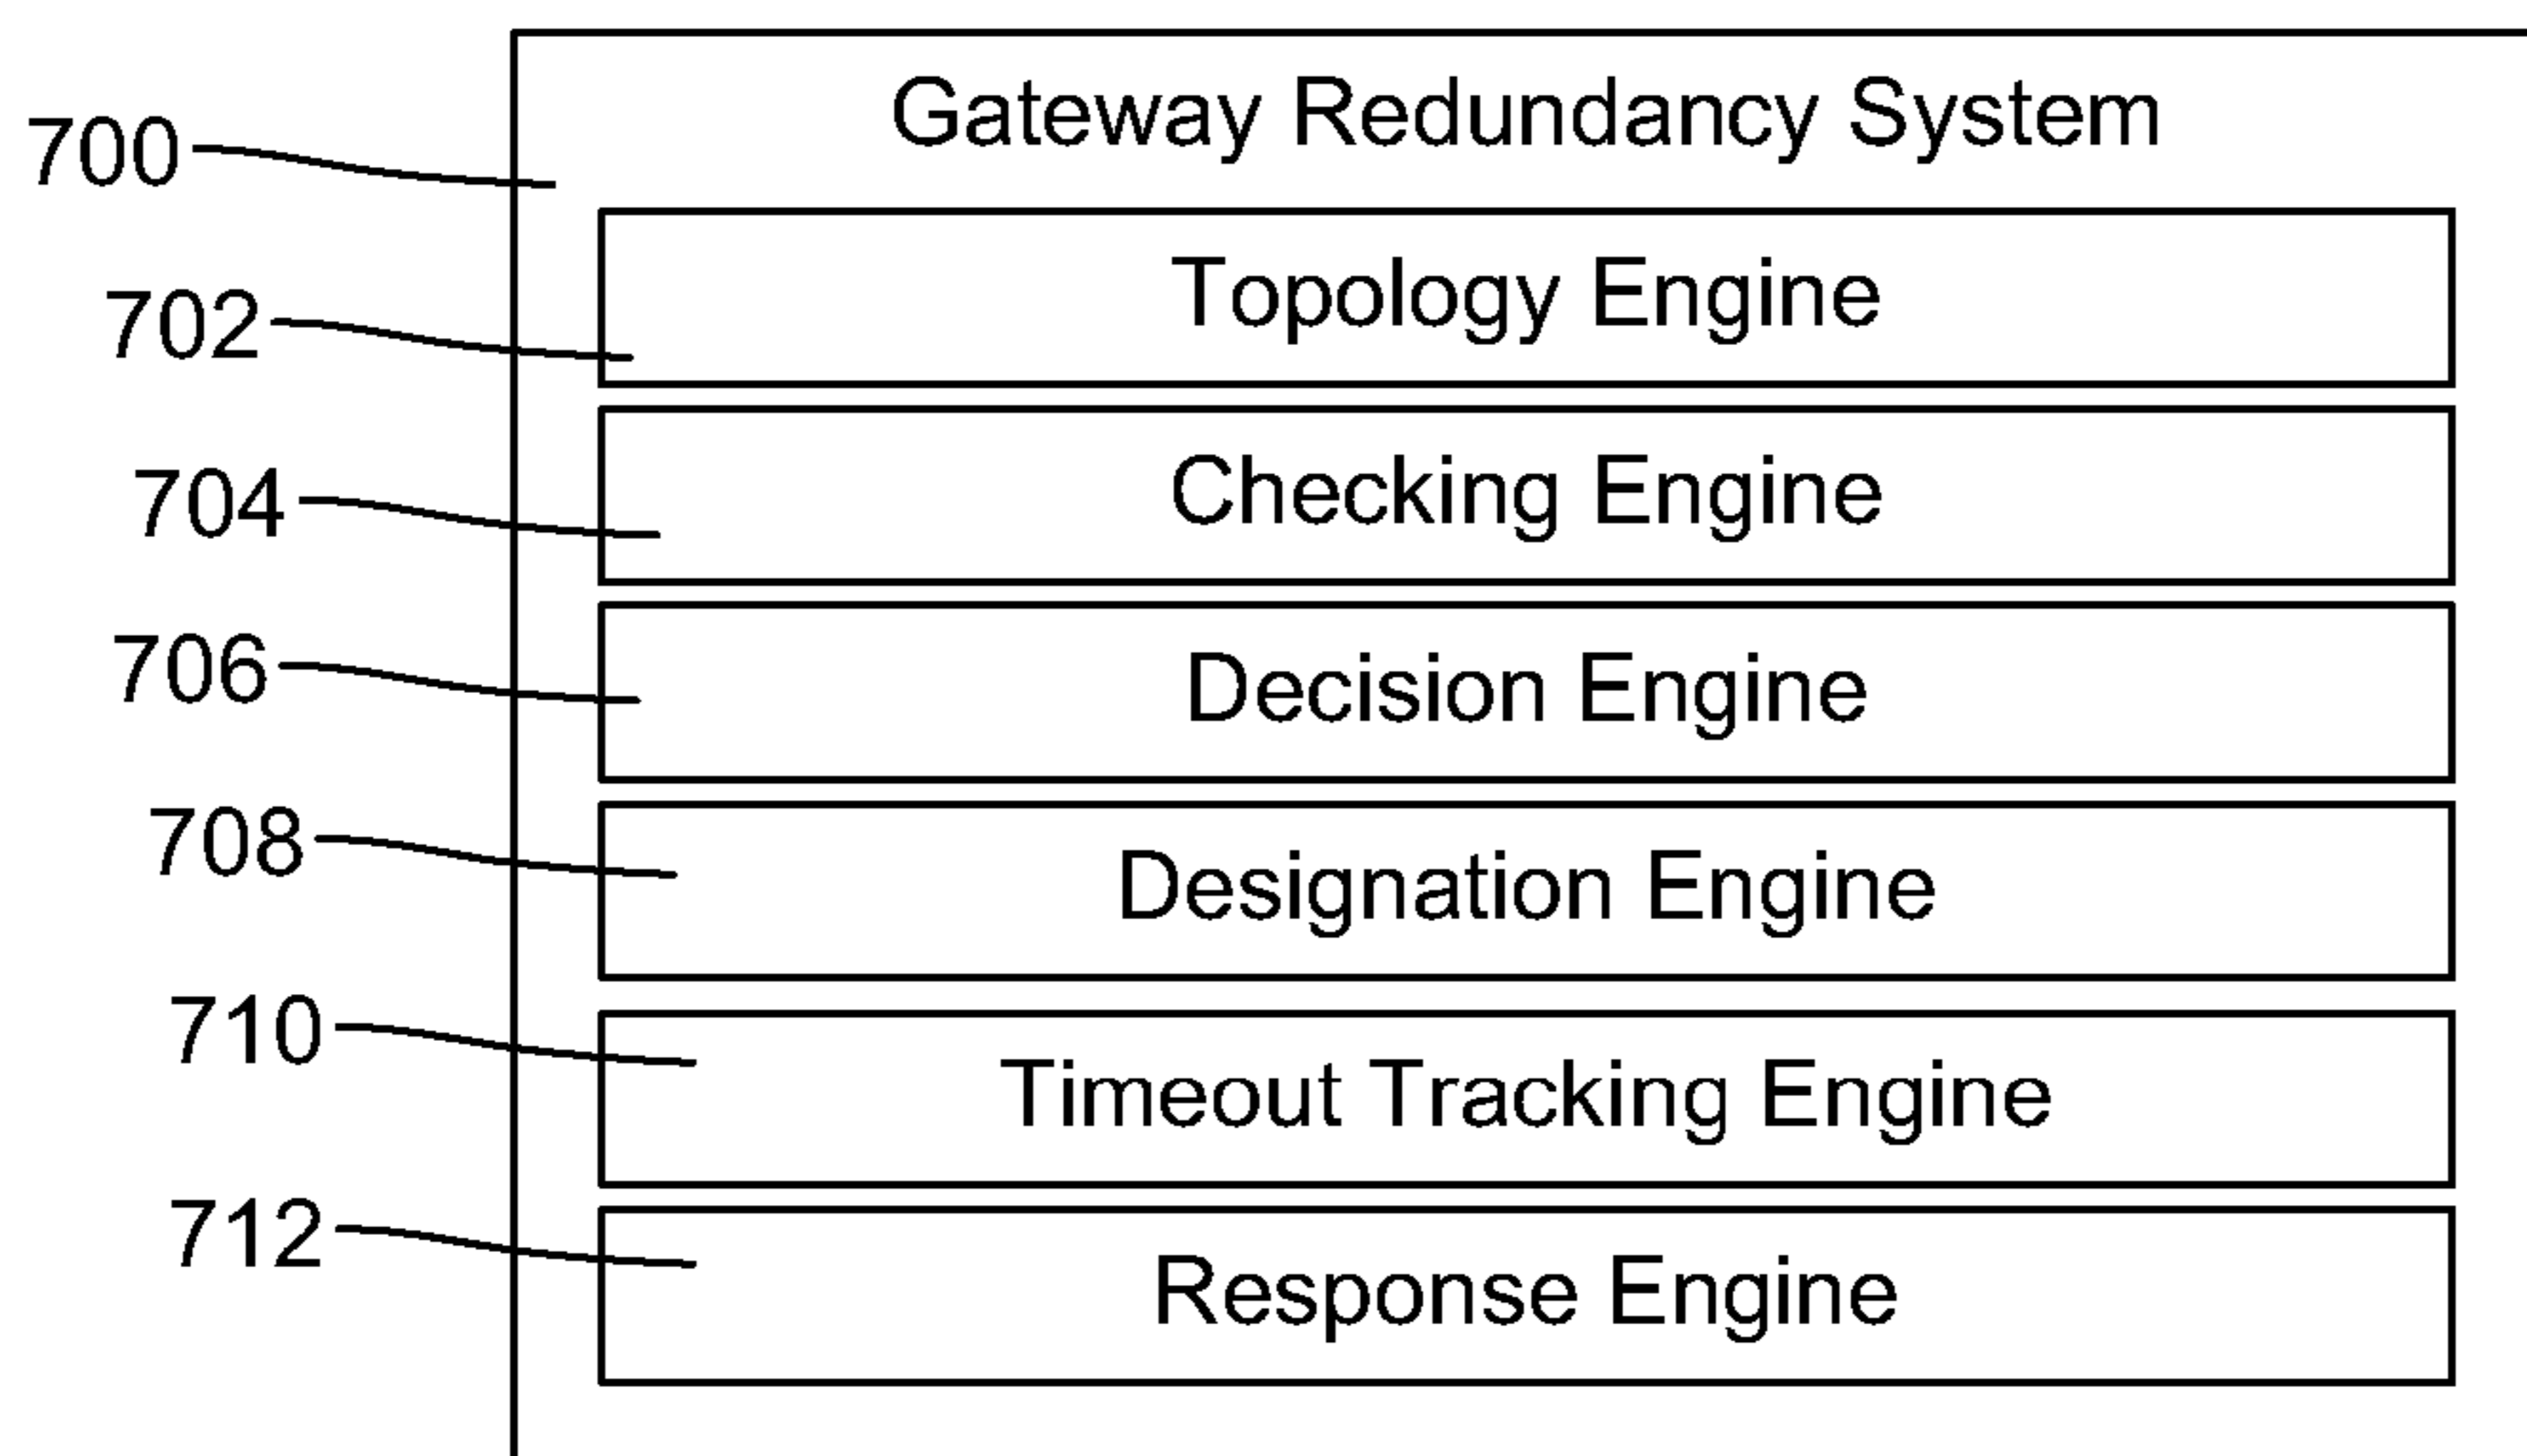 Gateway Redundancy System
700
Topology Engine
702
Checking Engine
704
Decision Engine
706
Designation Engine
708
Timeout Tracking Engine
710
Response Engine
712